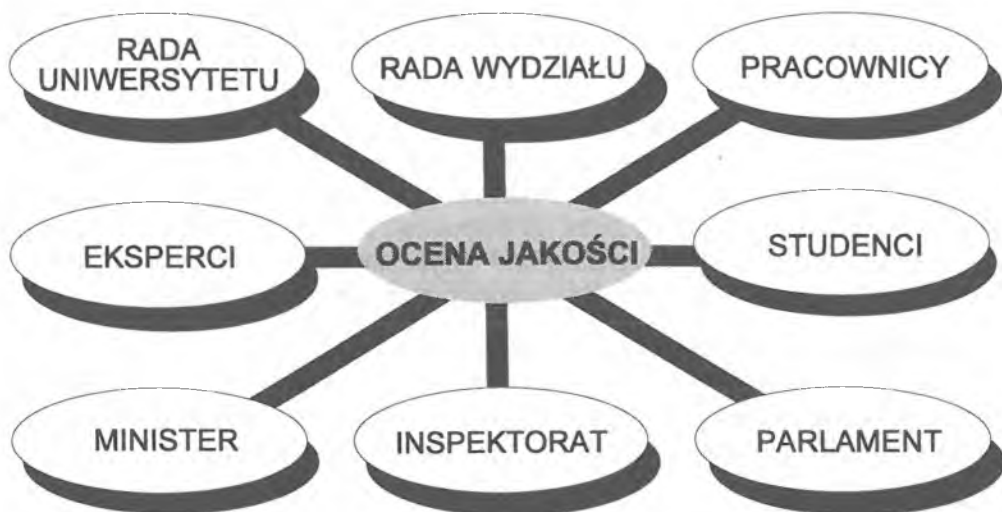 RADA
UNIWERSYTETU
RADA WYDZIAŁU
PRACOWNICY
EKSPERCI
OCENA JAKOŚCI
STUDENCI
MINISTER
INSPEKTORAT
PARLAMENT